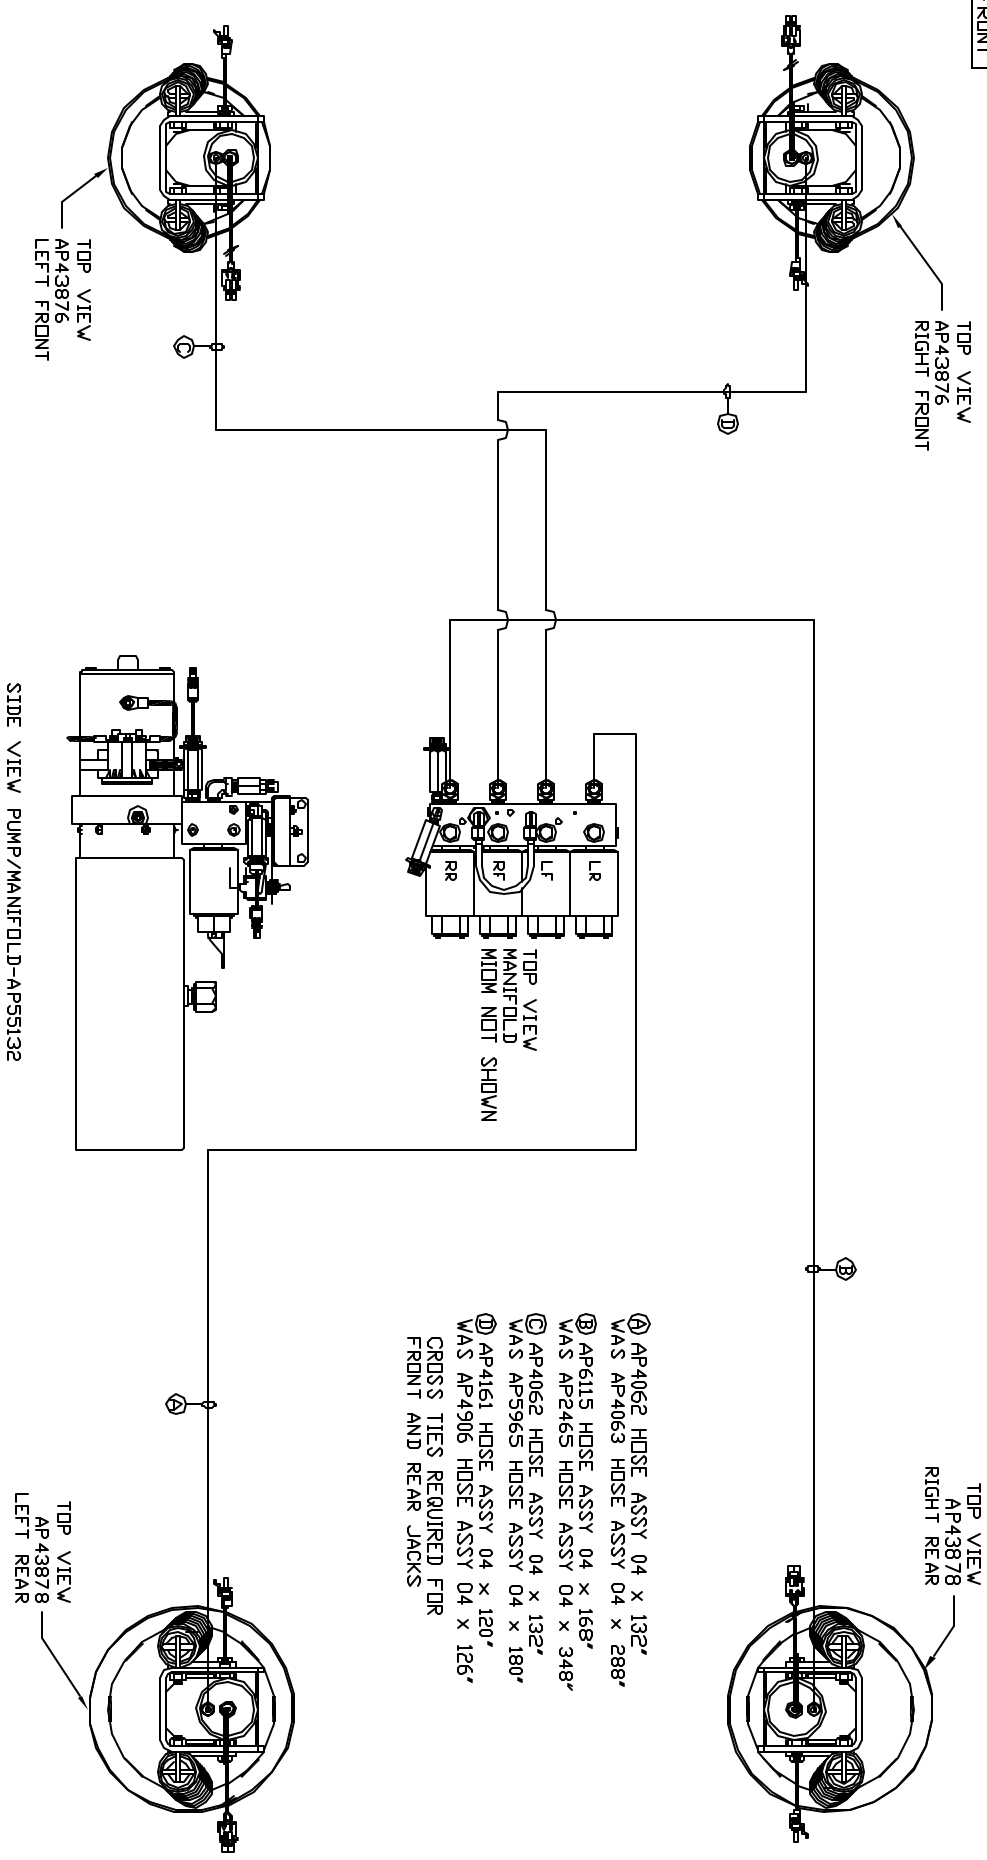 FRONT
TOP VIEW
AP43876
RIGHT FRONT
TOP VIEW
AP43876
LEFT FRONT
D
C
RR
RF
LF
LR
TOP VIEW
MANIFOLD
MIOM NOT SHOWN
SIDE VIEW PUMP/MANIFOLD-AP55132
B
A
A AP4062 HOSE ASSY 04 x 132"
WAS AP4063 HOSE ASSY 04 x 288"
B AP6115 HOSE ASSY 04 x 168"
WAS AP2465 HOSE ASSY 04 x 348"
C AP4062 HOSE ASSY 04 x 132"
WAS AP5965 HOSE ASSY 04 x 180"
D AP4161 HOSE ASSY 04 x 120"
WAS AP4906 HOSE ASSY 04 x 126"
CROSS TIES REQUIRED FOR
FRONT AND REAR JACKS
TOP VIEW
AP43878
RIGHT REAR
TOP VIEW
AP43878
LEFT REAR